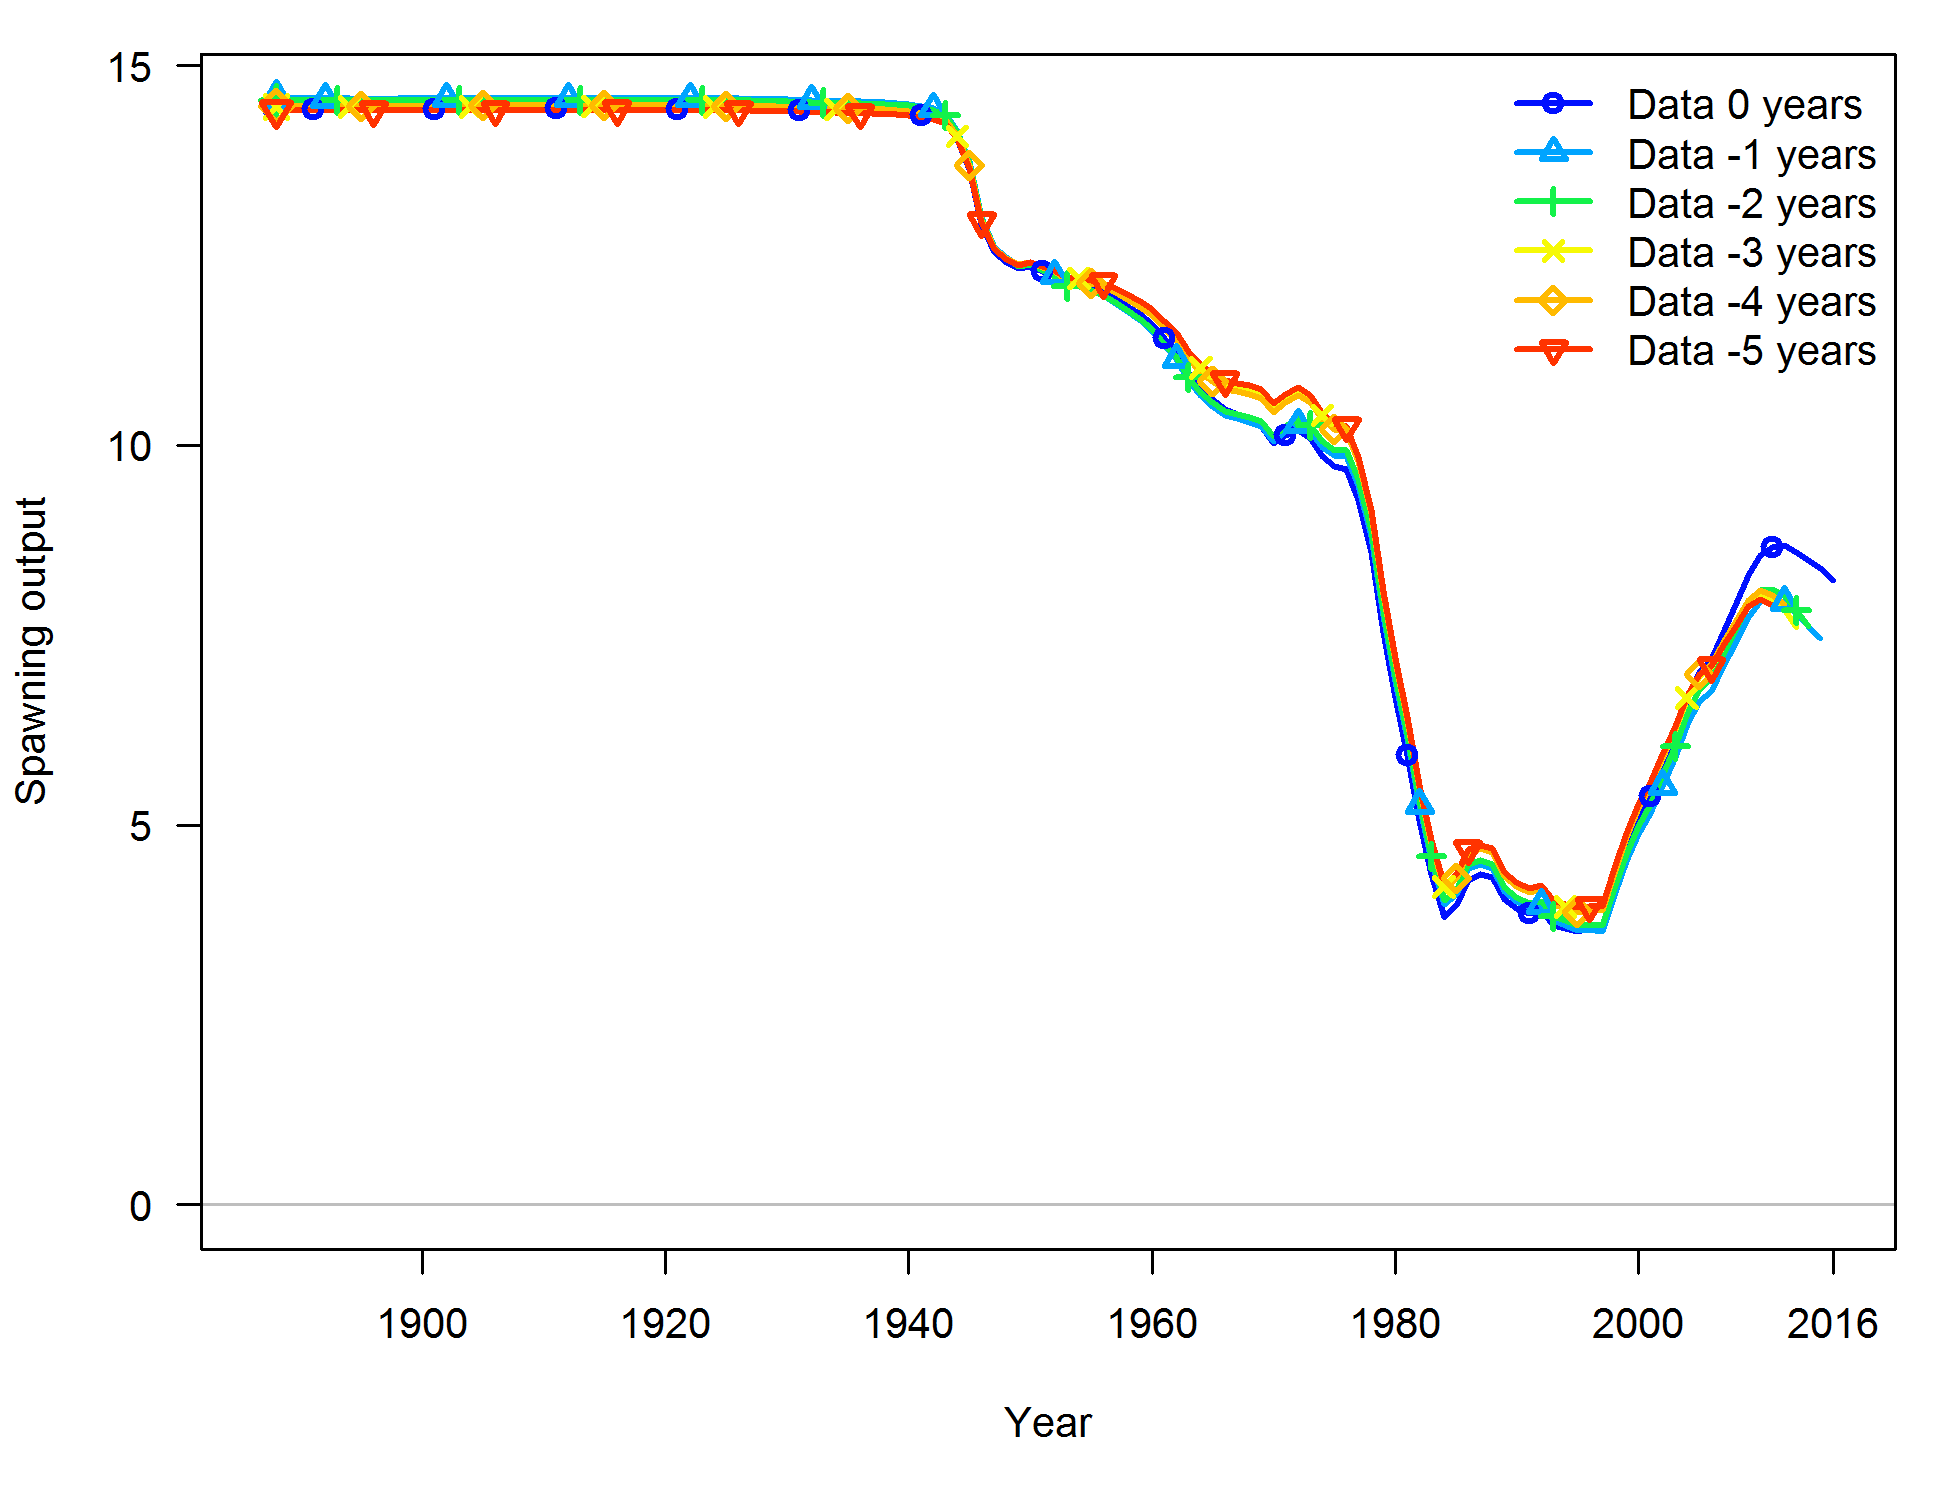 15
10
5
0
Spawning output
Data 0 years
Data -1 years
Data -2 years
Data -3 years
Data -4 years
Data -5 years
1900 1920 1940 1960 1980 2000 2016
Year